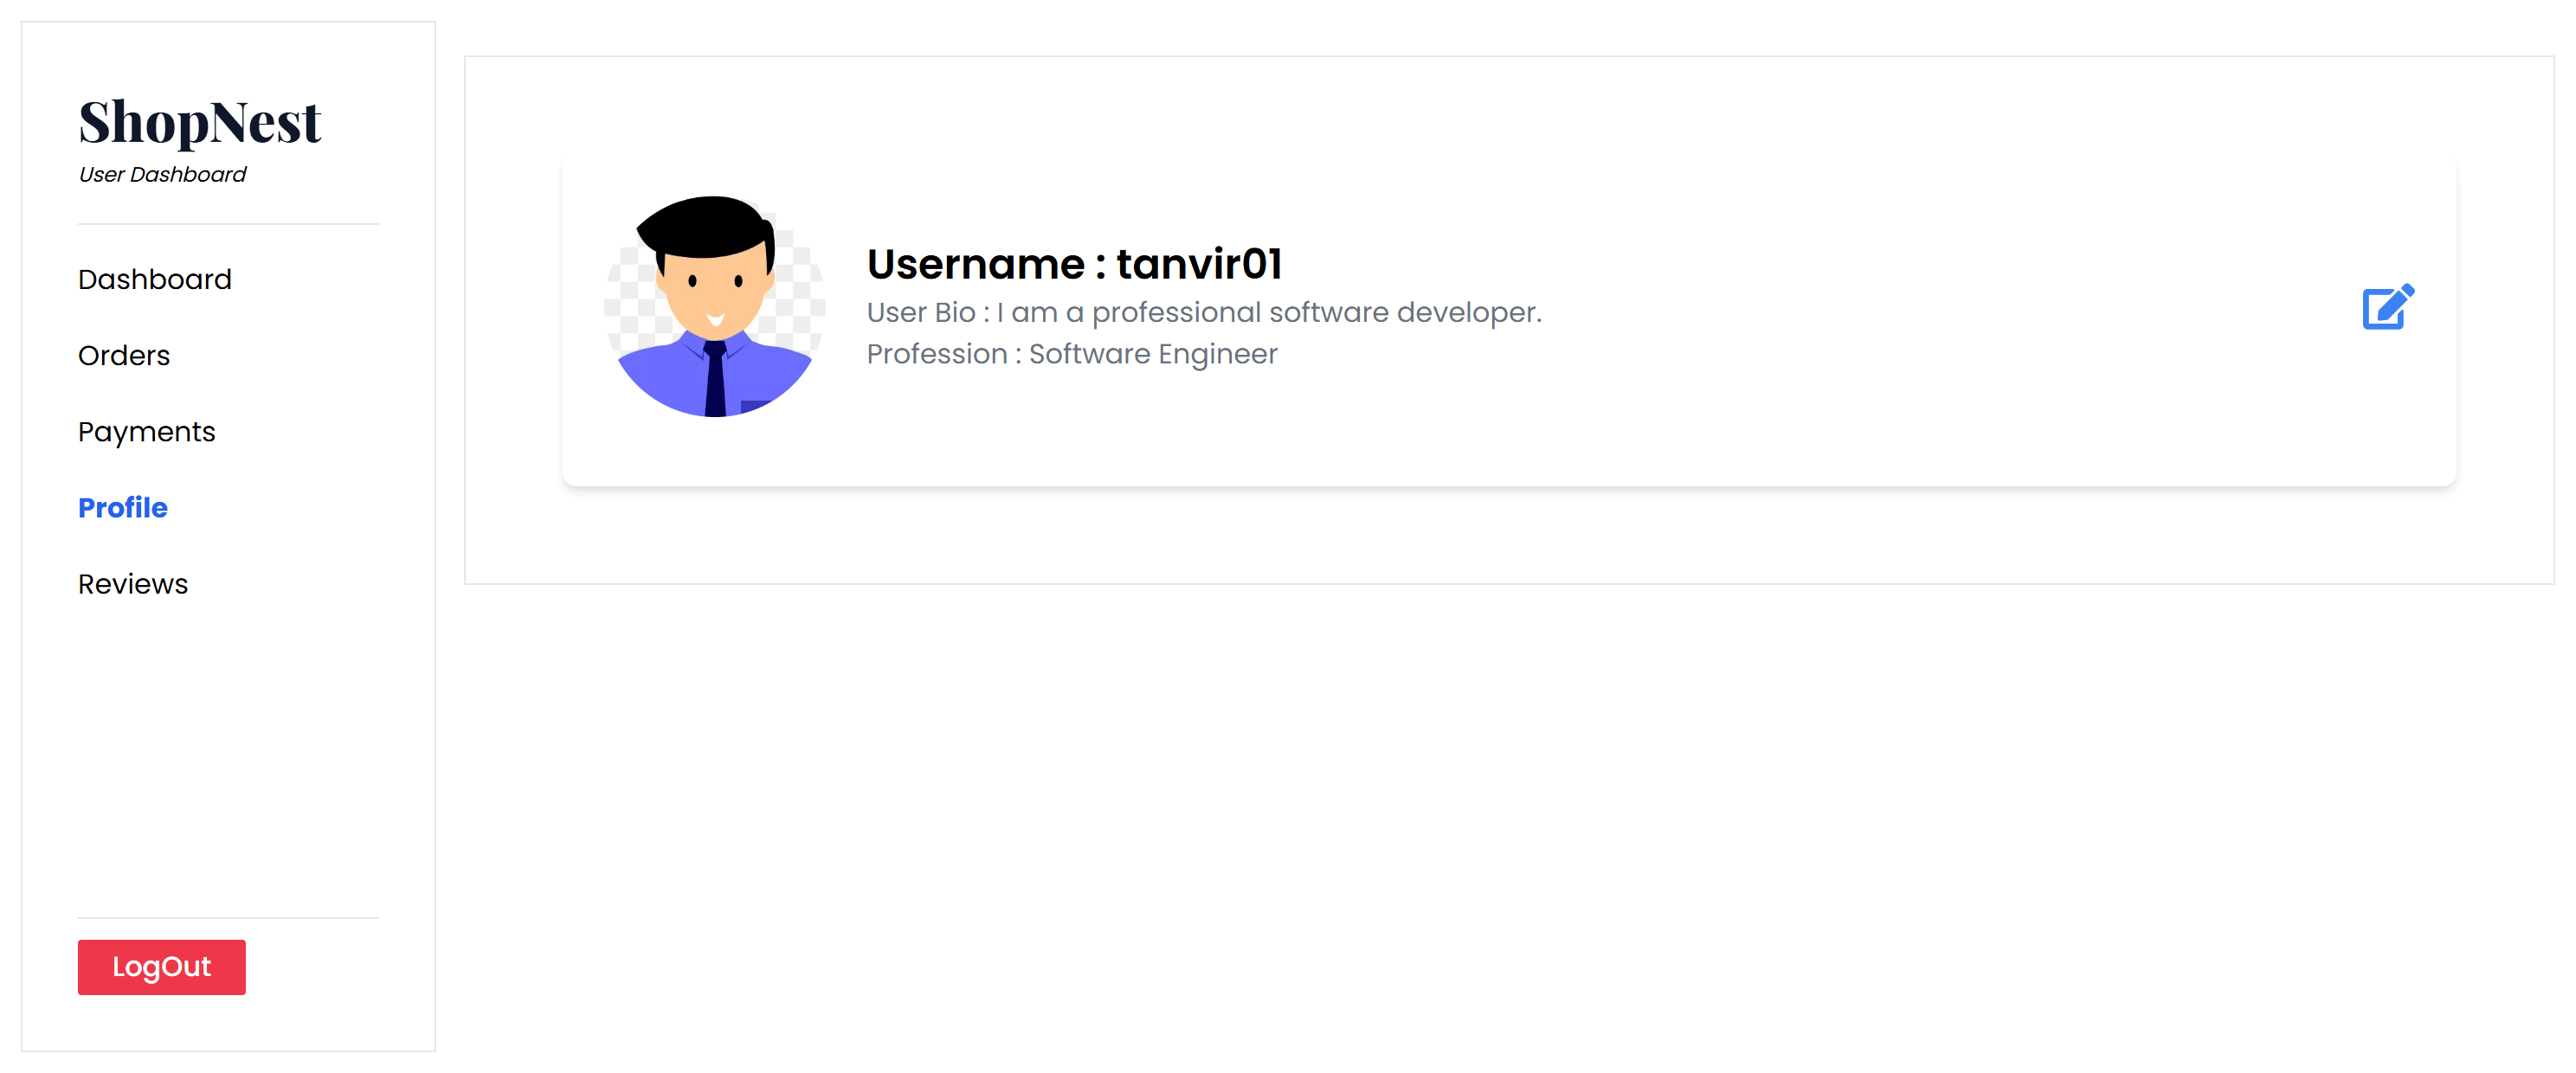 ShopNest
User Dashboard
Dashboard
Orders
Payments
Profile
Reviews
LogOut
Username : tanvir01
User Bio : I am a professional software developer.
Profession : Software Engineer